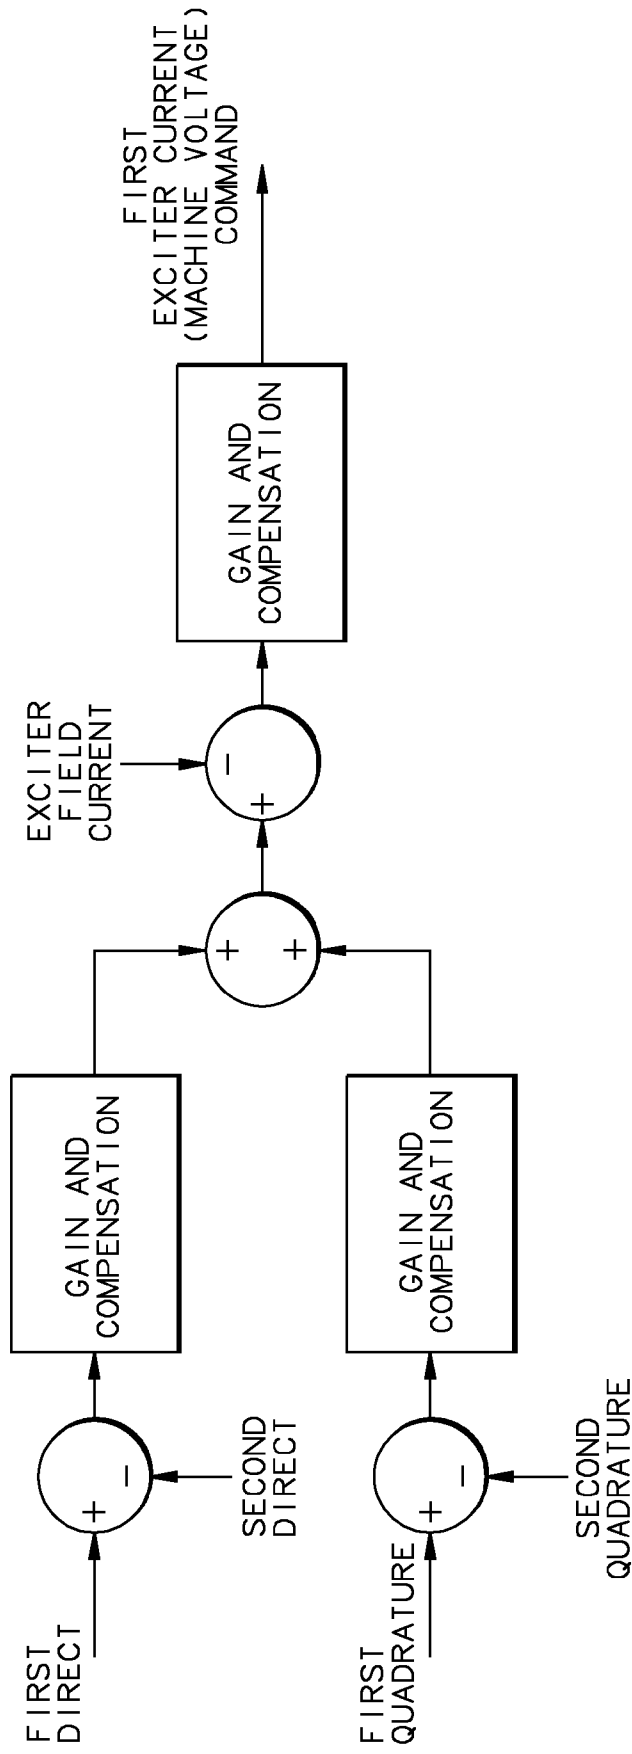 FIRST
DIRECT
+
-
SECOND
DIRECT
GAIN AND
COMPENSATION
FIRST
QUADRATURE
+
-
SECOND
QUADRATURE
GAIN AND
COMPENSATION
+
+
EXCITER
FIELD
CURRENT
-
+
GAIN AND
COMPENSATION
FIRST
EXCITER CURRENT
(MACHINE VOLTAGE)
COMMAND